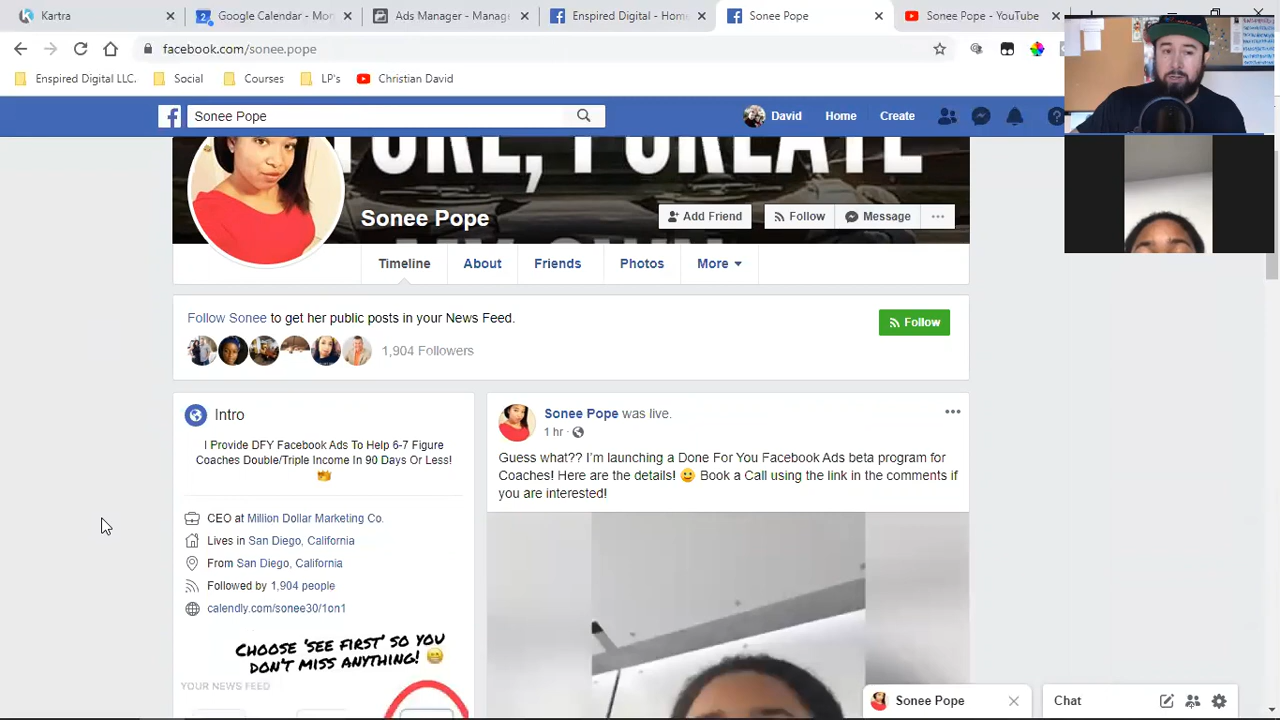 Kartra
Google Calendar - Mon
Ads Manager - Manag
Enspired Digital - Home
Sonee Pope
Sonee Pope - YouTube
facebook.com/sonee.pope
Enspired Digital LLC.
Social
Courses
LP's
Christian David
Sonee Pope
David
Home
Create
Sonee Pope
Add Friend
Follow
Message
Timeline
About
Friends
Photos
More
Follow Sonee to get her public posts in your News Feed.
Follow
1,904 Followers
Intro
I Provide DFY Facebook Ads To Help 6-7 Figure
Coaches Double/Triple Income In 90 Days Or Less!
CEO at Million Dollar Marketing Co.
Lives in San Diego, California
From San Diego, California
Followed by 1,904 people
calendly.com/sonee30/1on1
CHOOSE 'SEE FIRST' SO YOU
DON'T MISS ANYTHING!
YOUR NEWS FEED
Sonee Pope was live.
1 hr ·
Guess what?? I'm launching a Done For You Facebook Ads beta program for
Coaches! Here are the details! Book a Call using the link in the comments if
you are interested!
Sonee Pope
Chat